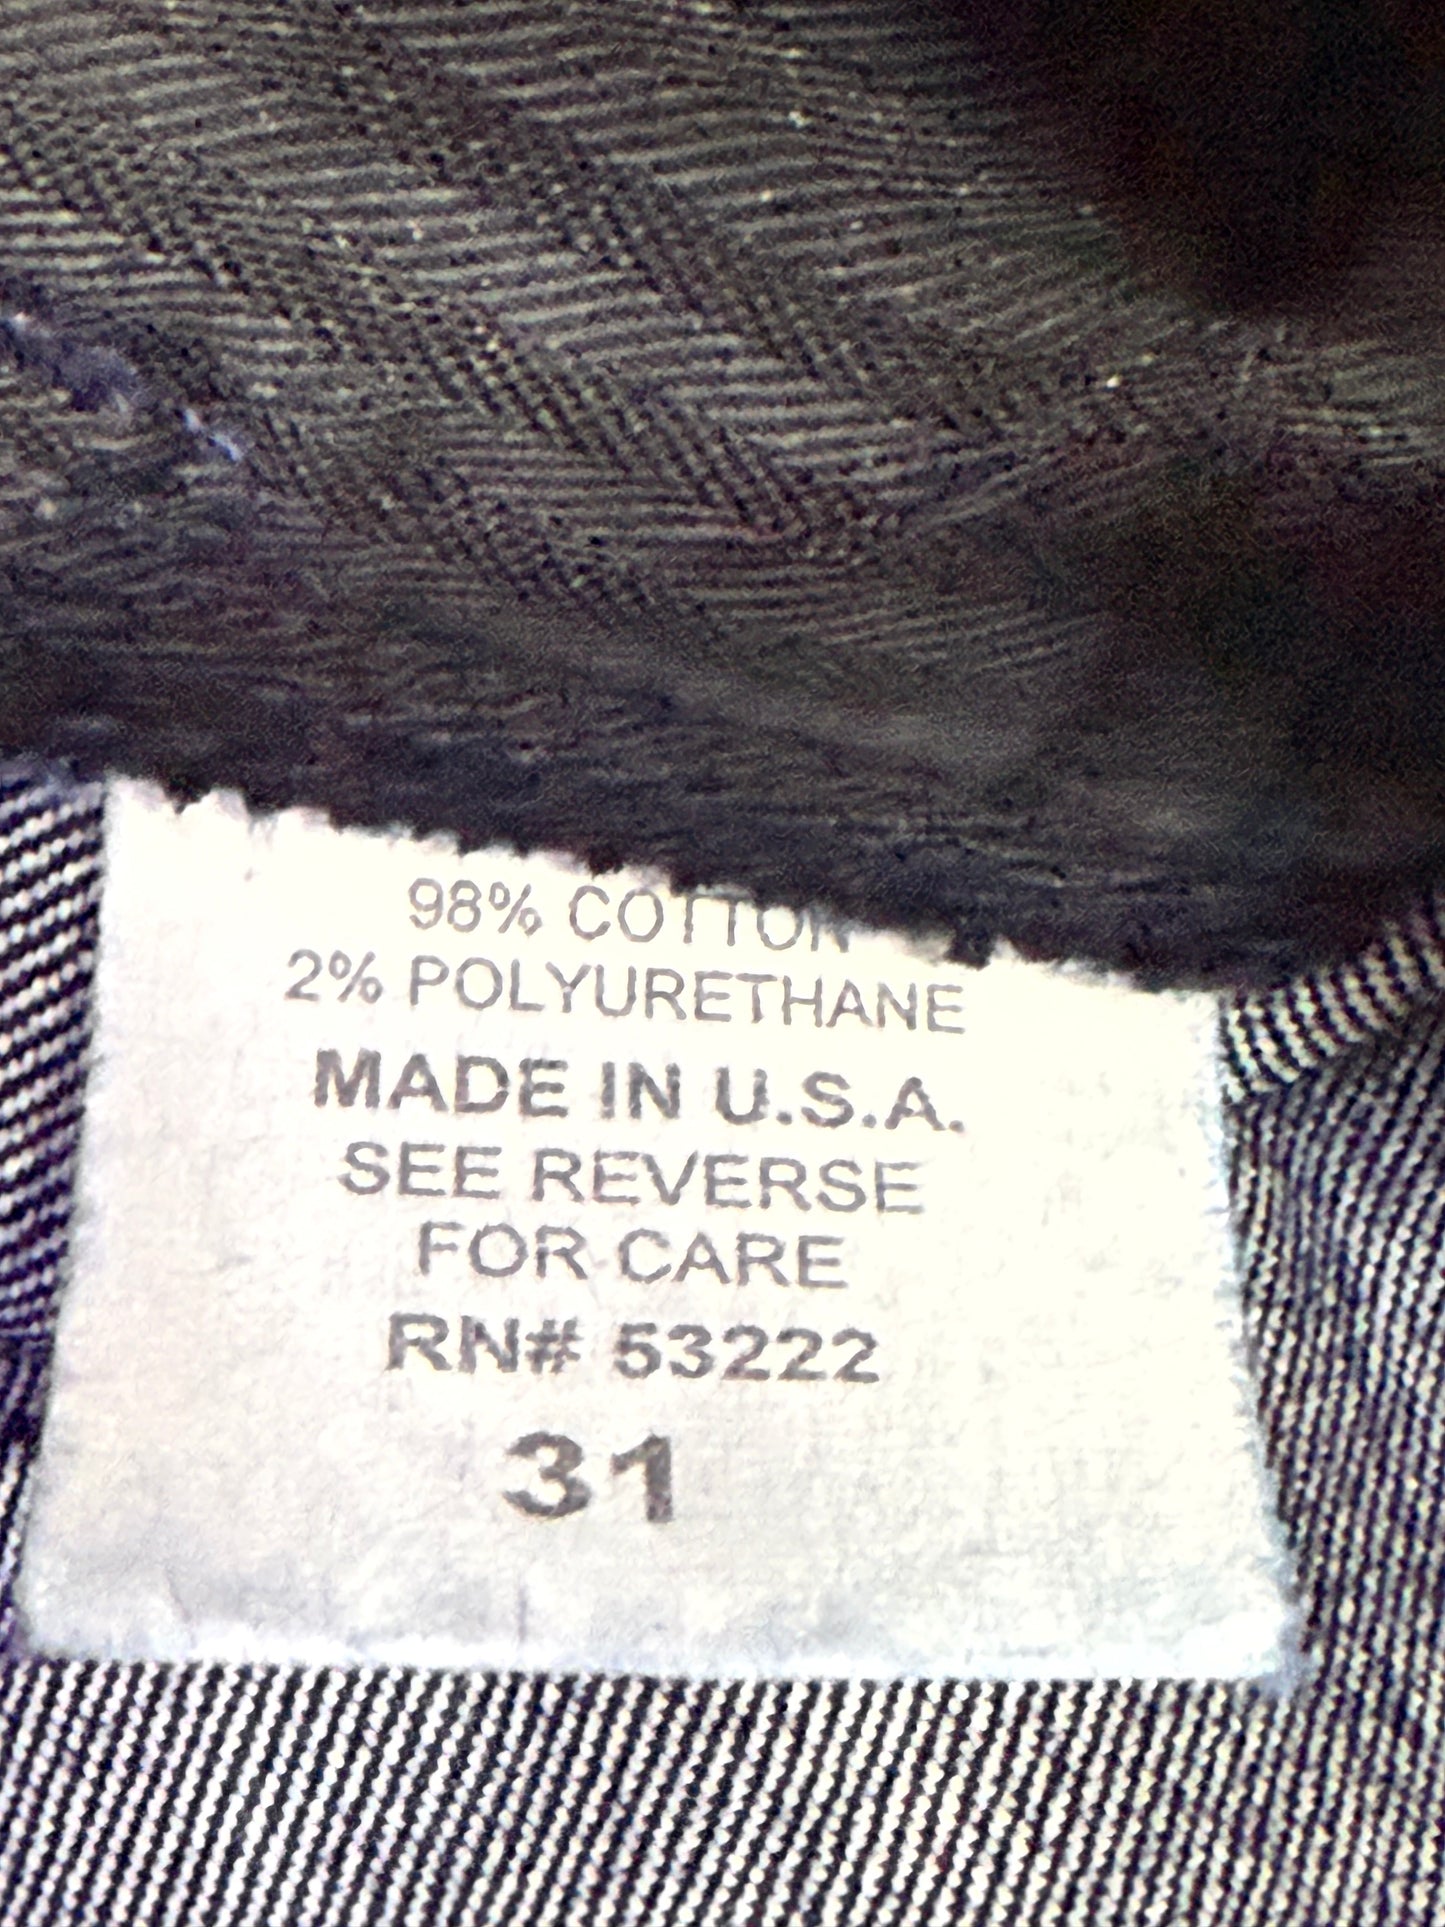 98% COTTON
2% POLYURETHANE
MADE IN U.S.A.
SEE REVERSE
FOR CARE
RN# 53222
31